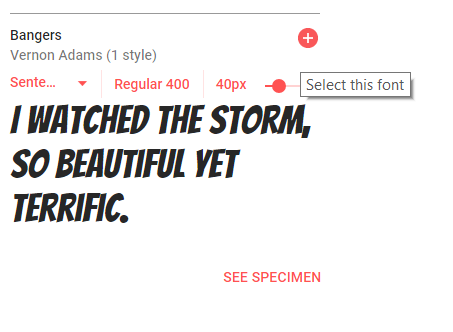 Bangers
Vernon Adams (1 style)
Sente... Regular 400 40px Select this font
I WATCHED THE STORM,
SO BEAUTIFUL YET
TERRIFIC.
SEE SPECIMEN